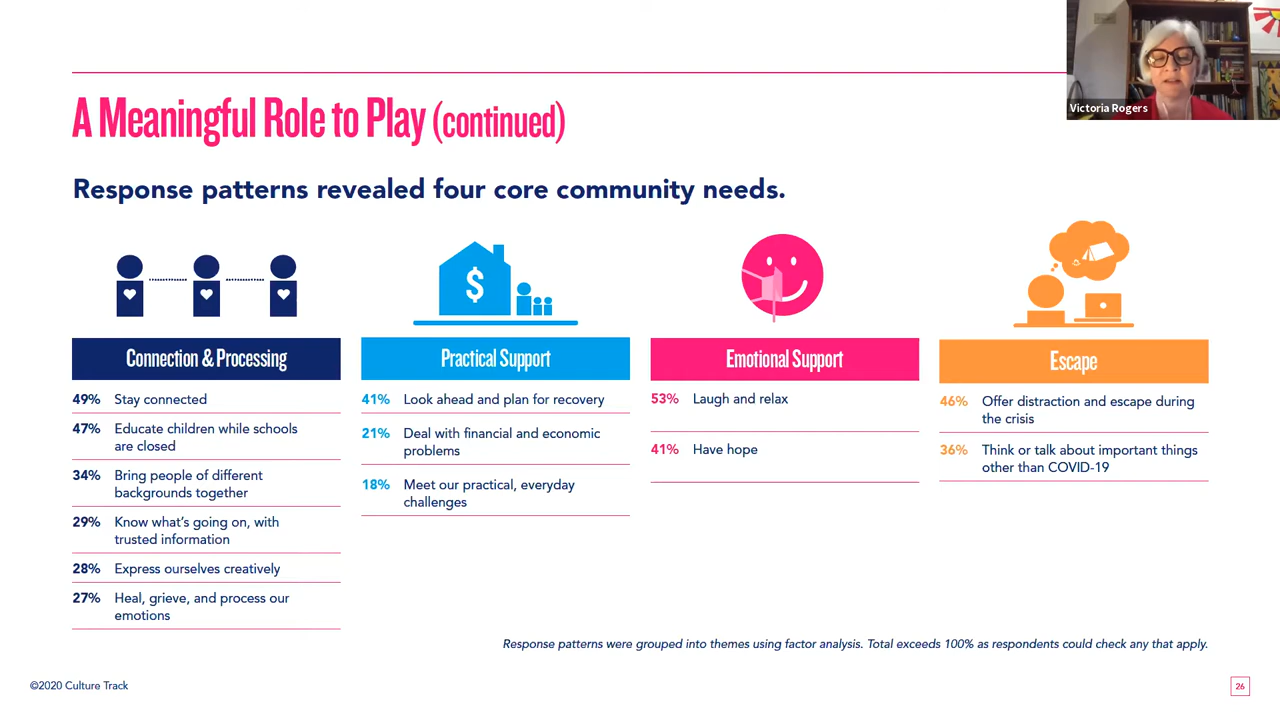 Victoria Rogers
A Meaningful Role to Play (continued)
Response patterns revealed four core community needs.
$
Connection & Processing
49% Stay connected
47% Educate children while schools
are closed
34% Bring people of different
backgrounds together
29% Know what's going on, with
trusted information
28% Express ourselves creatively
27% Heal, grieve, and process our
emotions
Practical Support
41% Look ahead and plan for recovery
21% Deal with financial and economic
problems
18% Meet our practical, everyday
challenges
Emotional Support
53% Laugh and relax
41% Have hope
Escape
46% Offer distraction and escape during
the crisis
36% Think or talk about important things
other than COVID-19
Response patterns were grouped into themes using factor analysis. Total exceeds 100% as respondents could check any that apply.
©2020 Culture Track
26